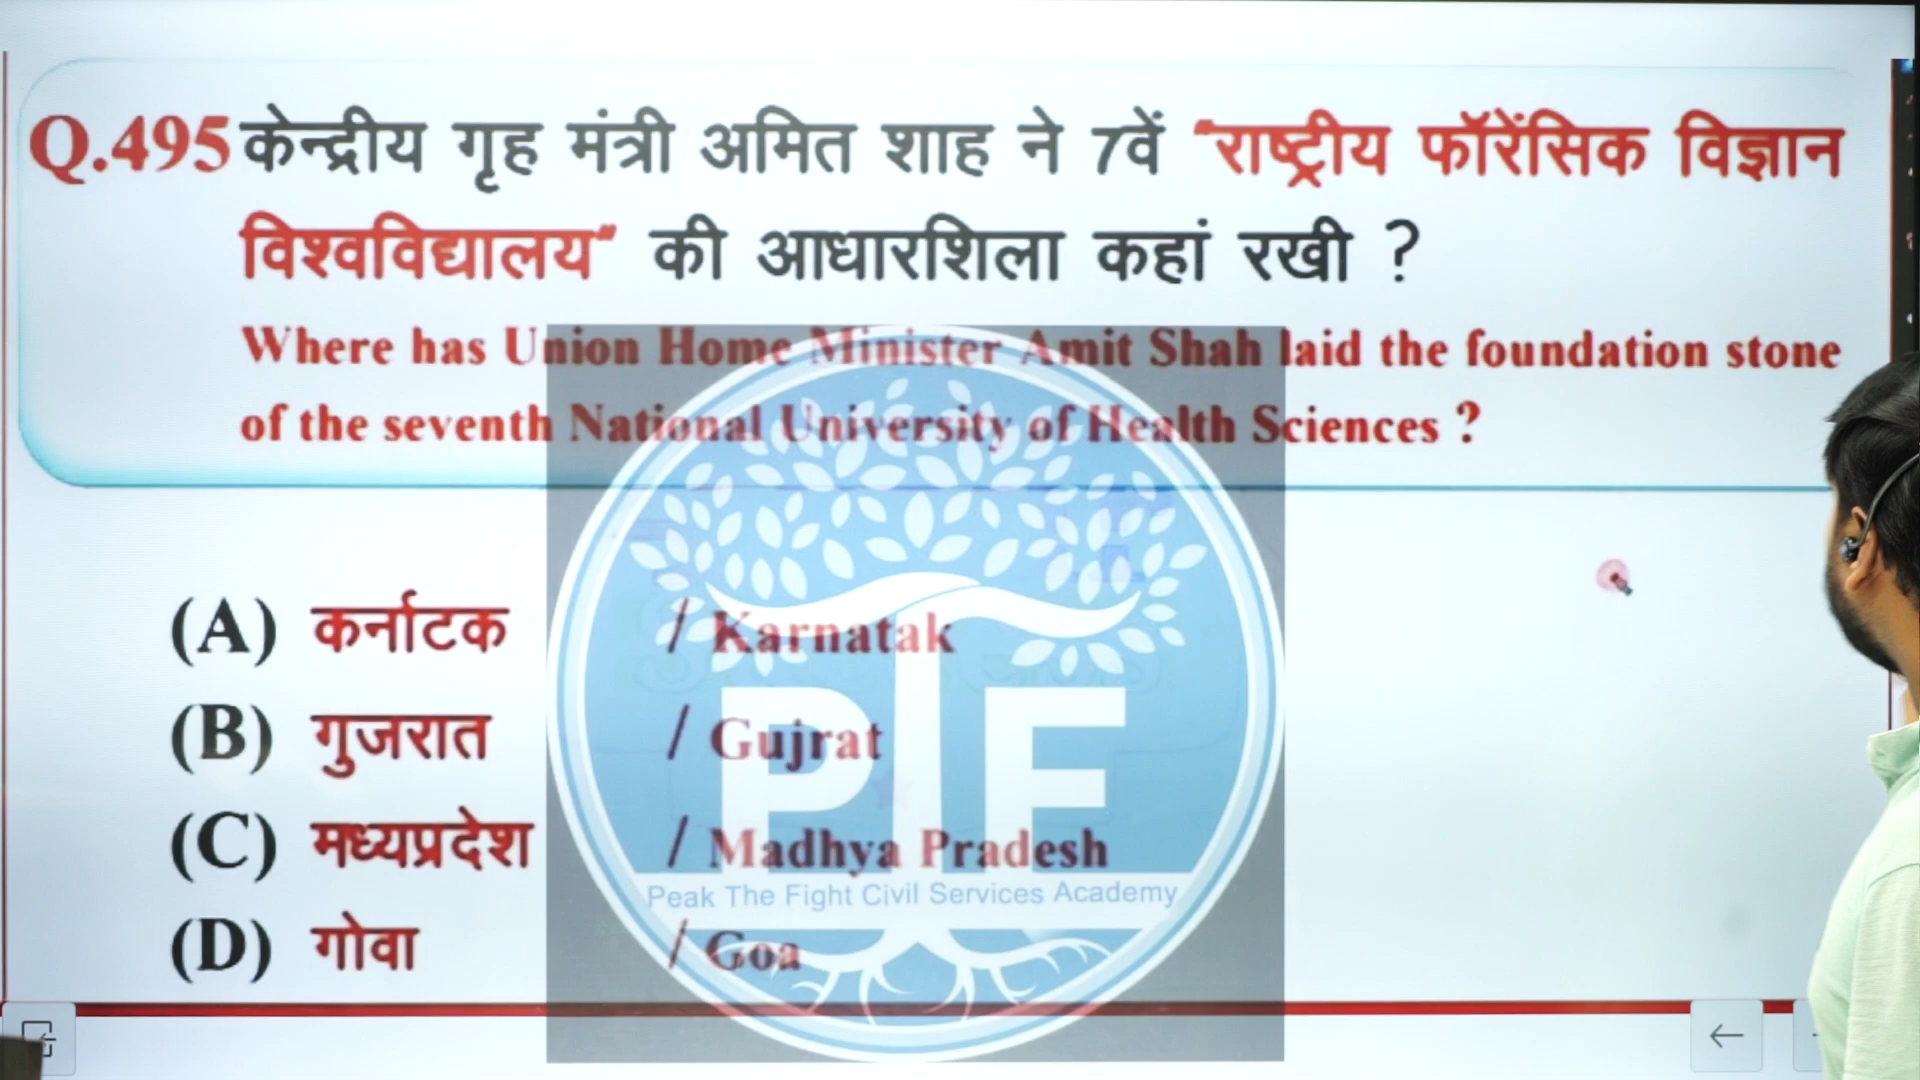 Q.495 केन्द्रीय गृह मंत्री अमित शाह ने 7वें "राष्ट्रीय फॉरेंसिक विज्ञान
विश्वविद्यालय" की आधारशिला कहां रखी ?
Where has Union Home Minister Amit Shah laid the foundation stone
of the seventh National University of Health Sciences ?
(A) कर्नाटक / Karnatak
(B) गुजरात / Gujrat
(C) मध्यप्रदेश / Madhya Pradesh
(D) गोवा / Goa
PTF
Peak The Fight Civil Services Academy